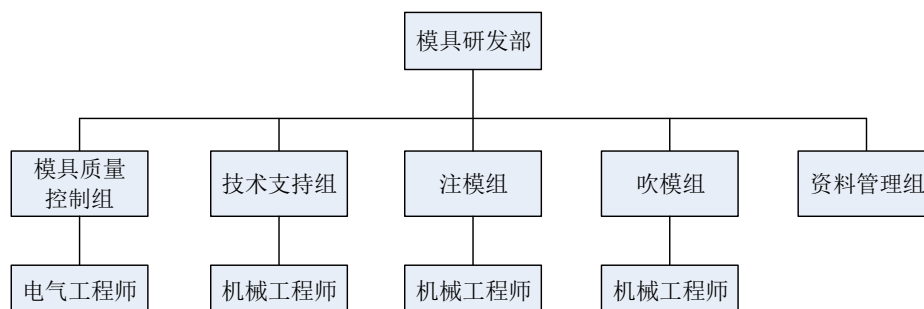 模具研发部
模具质量
控制组
技术支持组
注模组
吹模组
资料管理组
电气工程师
机械工程师
机械工程师
机械工程师